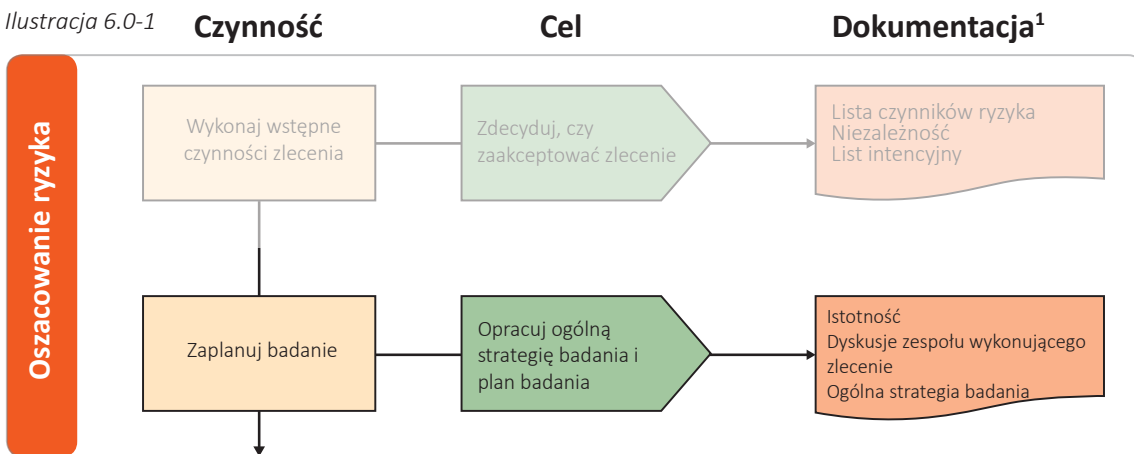 Ilustracja 6.0-1
Czynność
Cel
Dokumentacja¹
Oszacowanie ryzyka
Wykonaj wstępne
czynności zlecenia
Zdecyduj, czy
zaakceptować zlecenie
Lista czynników ryzyka
Niezależność
List intencyjny
Zaplanuj badanie
Opracuj ogólną
strategię badania i
plan badania
Istotność
Dyskusje zespołu wykonującego
zlecenie
Ogólna strategia badania